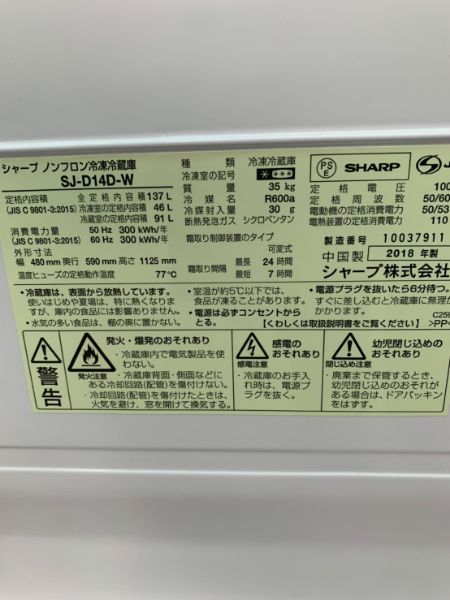 シャープ ノンフロン冷凍冷蔵庫
SJ-D14D-W
定格内容積 全定格内容積 137 L
(JIS C 9801-3:2015) 冷凍室の定格内容積 46 L
冷蔵室の定格内容積 91 L
消費電力量 50 Hz 300 kWh/年
(JIS C 9801-3:2015) 60 Hz 300 kWh/年
外形寸法
幅 480 mm 奥行 590 mm 高さ 1125 mm
温度ヒューズの定格動作温度 77℃
種類 冷凍冷蔵庫
冷凍室の記号
質量 35 kg
冷媒 R600a
冷媒封入量 30 g
断熱発泡ガス シクロペンタン
霜取り制御装置のタイプ
可変式
霜取り間隔 最長 24 時間
最短 7 時間
PS
E
SHARP
定格電圧 100
定格周波数 50/60
電動機の定格消費電力 50/53
電熱装置の定格消費電力 110
製造番号 10037911
中国製 2018 年製
シャープ株式会社
●冷蔵庫は、表面から放熱しています。
使いはじめや夏場は、特に熱くなりますが、庫内の食品には影響ございません。
●水気の多い食品は、棚の奥に置かない。
●室温が約5℃以下では、
食品が凍ることがあります。
●電源は必ずコンセントから
とる。
●電源プラグを抜いたら6分待つ。
すぐに差し込むと冷蔵庫に無理が
かかります。
《くわしくは取扱説明書をご覧ください》
>PP<
警告
発火・爆発のおそれあり
発火注意
・冷蔵庫内で電気製品を使
わない。
・冷蔵庫背面、側面などに
ある冷却回路(配管)を傷付けない。
・冷却回路(配管)を傷付けたときは、
火気を避け、窓を開けて換気する。
感電の
おそれあり
感電注意
・冷蔵庫のお手入
れ時は、電源プ
ラグを抜く。
幼児閉じ込めの
おそれあり
閉じ込め注意
・廃棄まで保管するとき、幼児
閉じ込めのおそれが
ある場合は、ドアパッキン
をはずす。